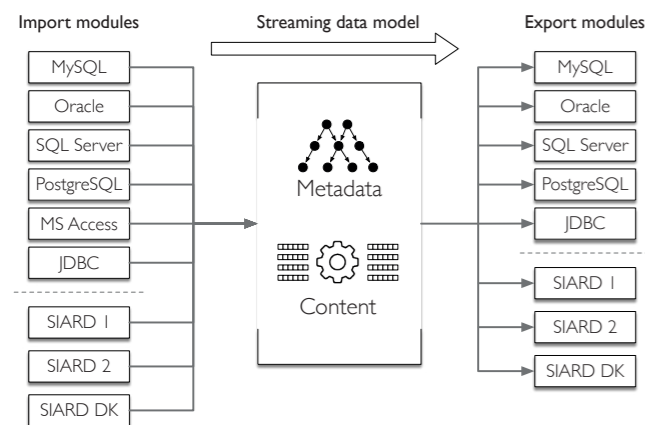 Import modules
Streaming data model
Export modules
MySQL
Oracle
SQL Server
PostgreSQL
MS Access
JDBC
SIARD 1
SIARD 2
SIARD DK
Metadata
Content
MySQL
Oracle
SQL Server
PostgreSQL
JDBC
SIARD 1
SIARD 2
SIARD DK